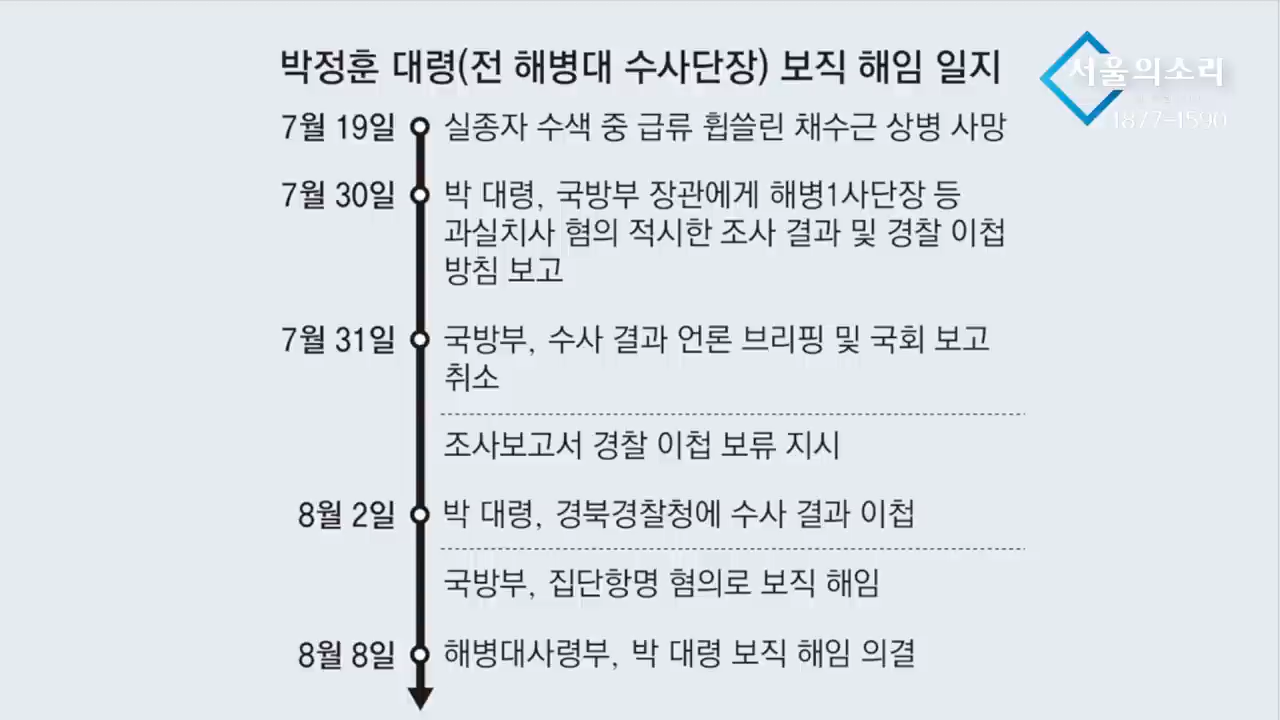 박정훈 대령(전 해병대 수사단장) 보직 해임 일지
서울의소리
1877-1590
7월 19일 실종자 수색 중 급류 휩쓸린 채수근 상병 사망
7월 30일 박 대령, 국방부 장관에게 해병1사단장 등
과실치사 혐의 적시한 조사 결과 및 경찰 이첩
방침 보고
7월 31일 국방부, 수사 결과 언론 브리핑 및 국회 보고
취소
조사보고서 경찰 이첩 보류 지시
8월 2일 박 대령, 경북경찰청에 수사 결과 이첩
국방부, 집단항명 혐의로 보직 해임
8월 8일 해병대사령부, 박 대령 보직 해임 의결